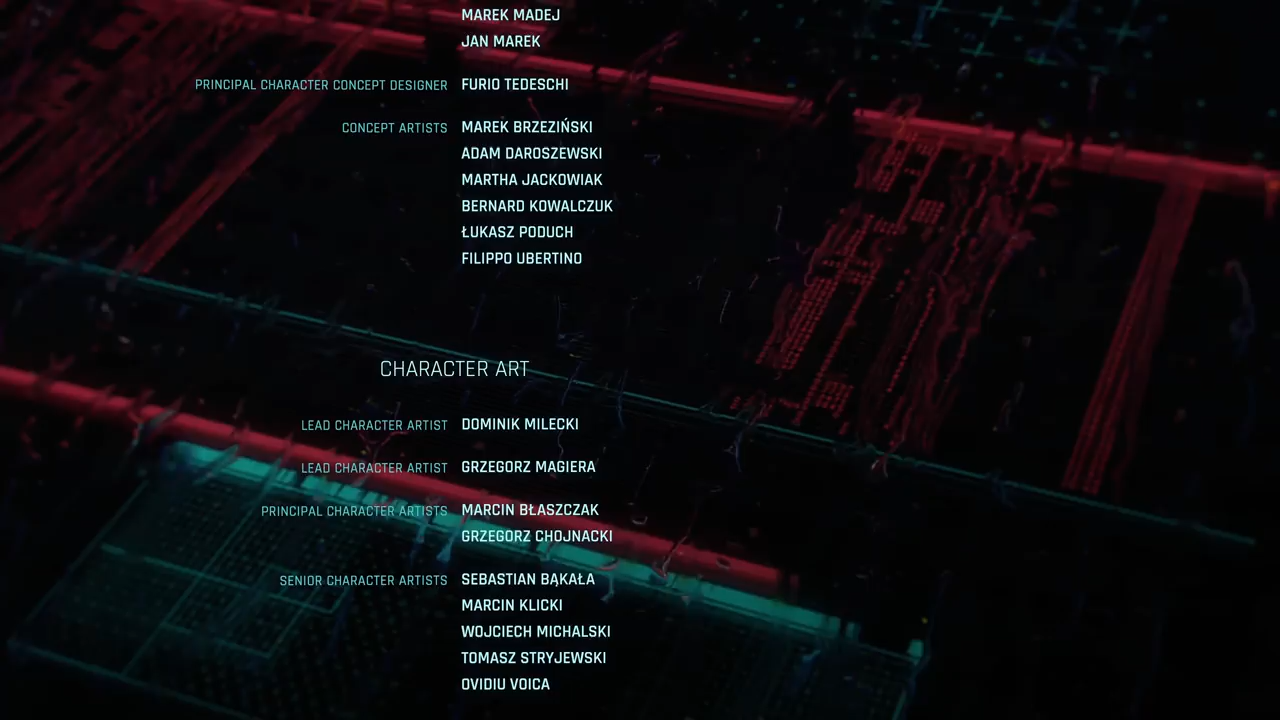 MAREK MADEJ
JAN MAREK
PRINCIPAL CHARACTER CONCEPT DESIGNER FURIO TEDESCHI
CONCEPT ARTISTS MAREK BRZEZIŃSKI
ADAM DAROSZEWSKI
MARTHA JACKOWIAK
BERNARD KOWALCZUK
ŁUKASZ PODUCH
FILIPPO UBERTINO
CHARACTER ART
LEAD CHARACTER ARTIST DOMINIK MILECKI
LEAD CHARACTER ARTIST GRZEGORZ MAGIERA
PRINCIPAL CHARACTER ARTISTS MARCIN BŁASZCZAK
GRZEGORZ CHOJNACKI
SENIOR CHARACTER ARTISTS SEBASTIAN BĄKAŁA
MARCIN KLICKI
WOJCIECH MICHALSKI
TOMASZ STRYJEWSKI
OVIDIU VOICA